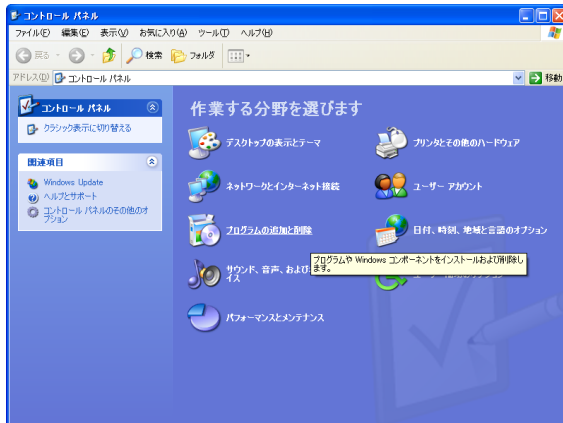 コントロール パネル
ファイル(F) 編集(E) 表示(V) お気に入り(A) ツール(T) ヘルプ(H)
戻る 検索 フォルダ
アドレス(D) コントロール パネル 移動
コントロール パネル
クラシック表示に切り替える
関連項目
Windows Update
ヘルプとサポート
コントロール パネルのその他のオプション
作業する分野を選びます
デスクトップの表示とテーマ
プリンタとその他のハードウェア
ネットワークとインターネット接続
ユーザー アカウント
プログラムの追加と削除
日付、時刻、地域と言語のオプション
プログラムや Windows コンポーネントをインストールおよび削除します。
サウンド、音声、および
イス
パフォーマンスとメンテナンス